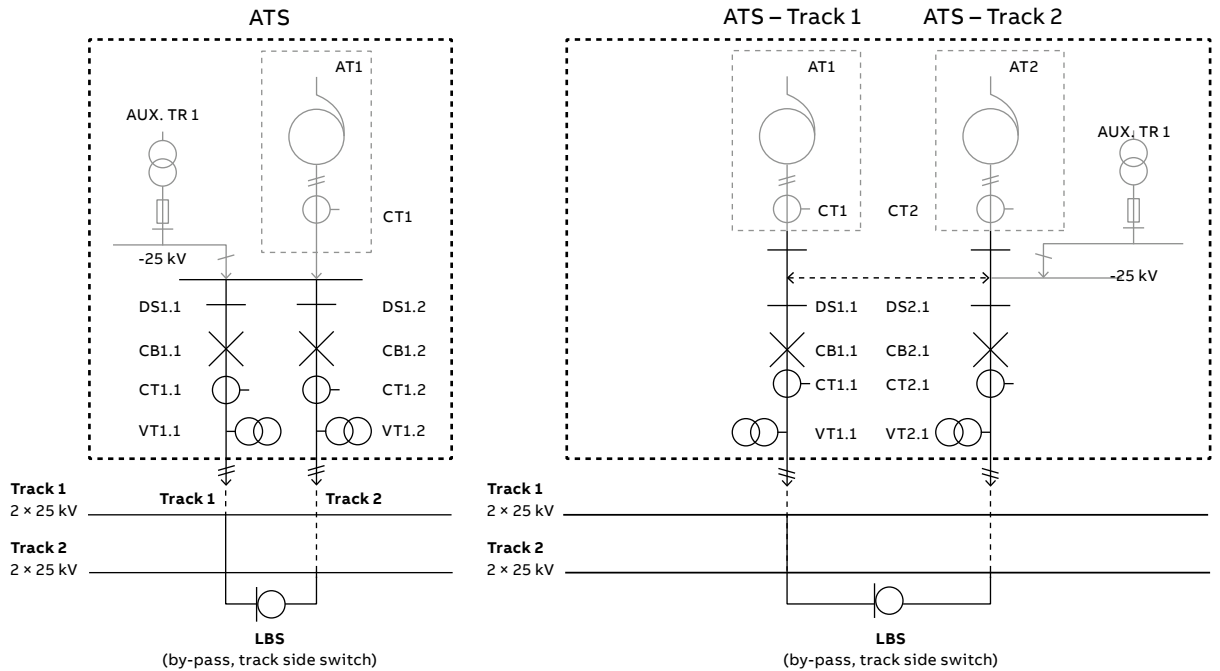 ATS
AT1
AUX. TR 1
CT1
-25 kV
DS1.1
DS1.2
CB1.1
CB1.2
CT1.1
CT1.2
VT1.1
VT1.2
Track 1
2 × 25 kV
Track 1
Track 2
Track 2
2 × 25 kV
LBS
(by-pass, track side switch)
ATS – Track 1
ATS – Track 2
AT1
AT2
AUX. TR 1
CT1
CT2
-25 kV
DS1.1
DS2.1
CB1.1
CB2.1
CT1.1
CT2.1
VT1.1
VT2.1
Track 1
2 × 25 kV
Track 2
2 × 25 kV
LBS
(by-pass, track side switch)